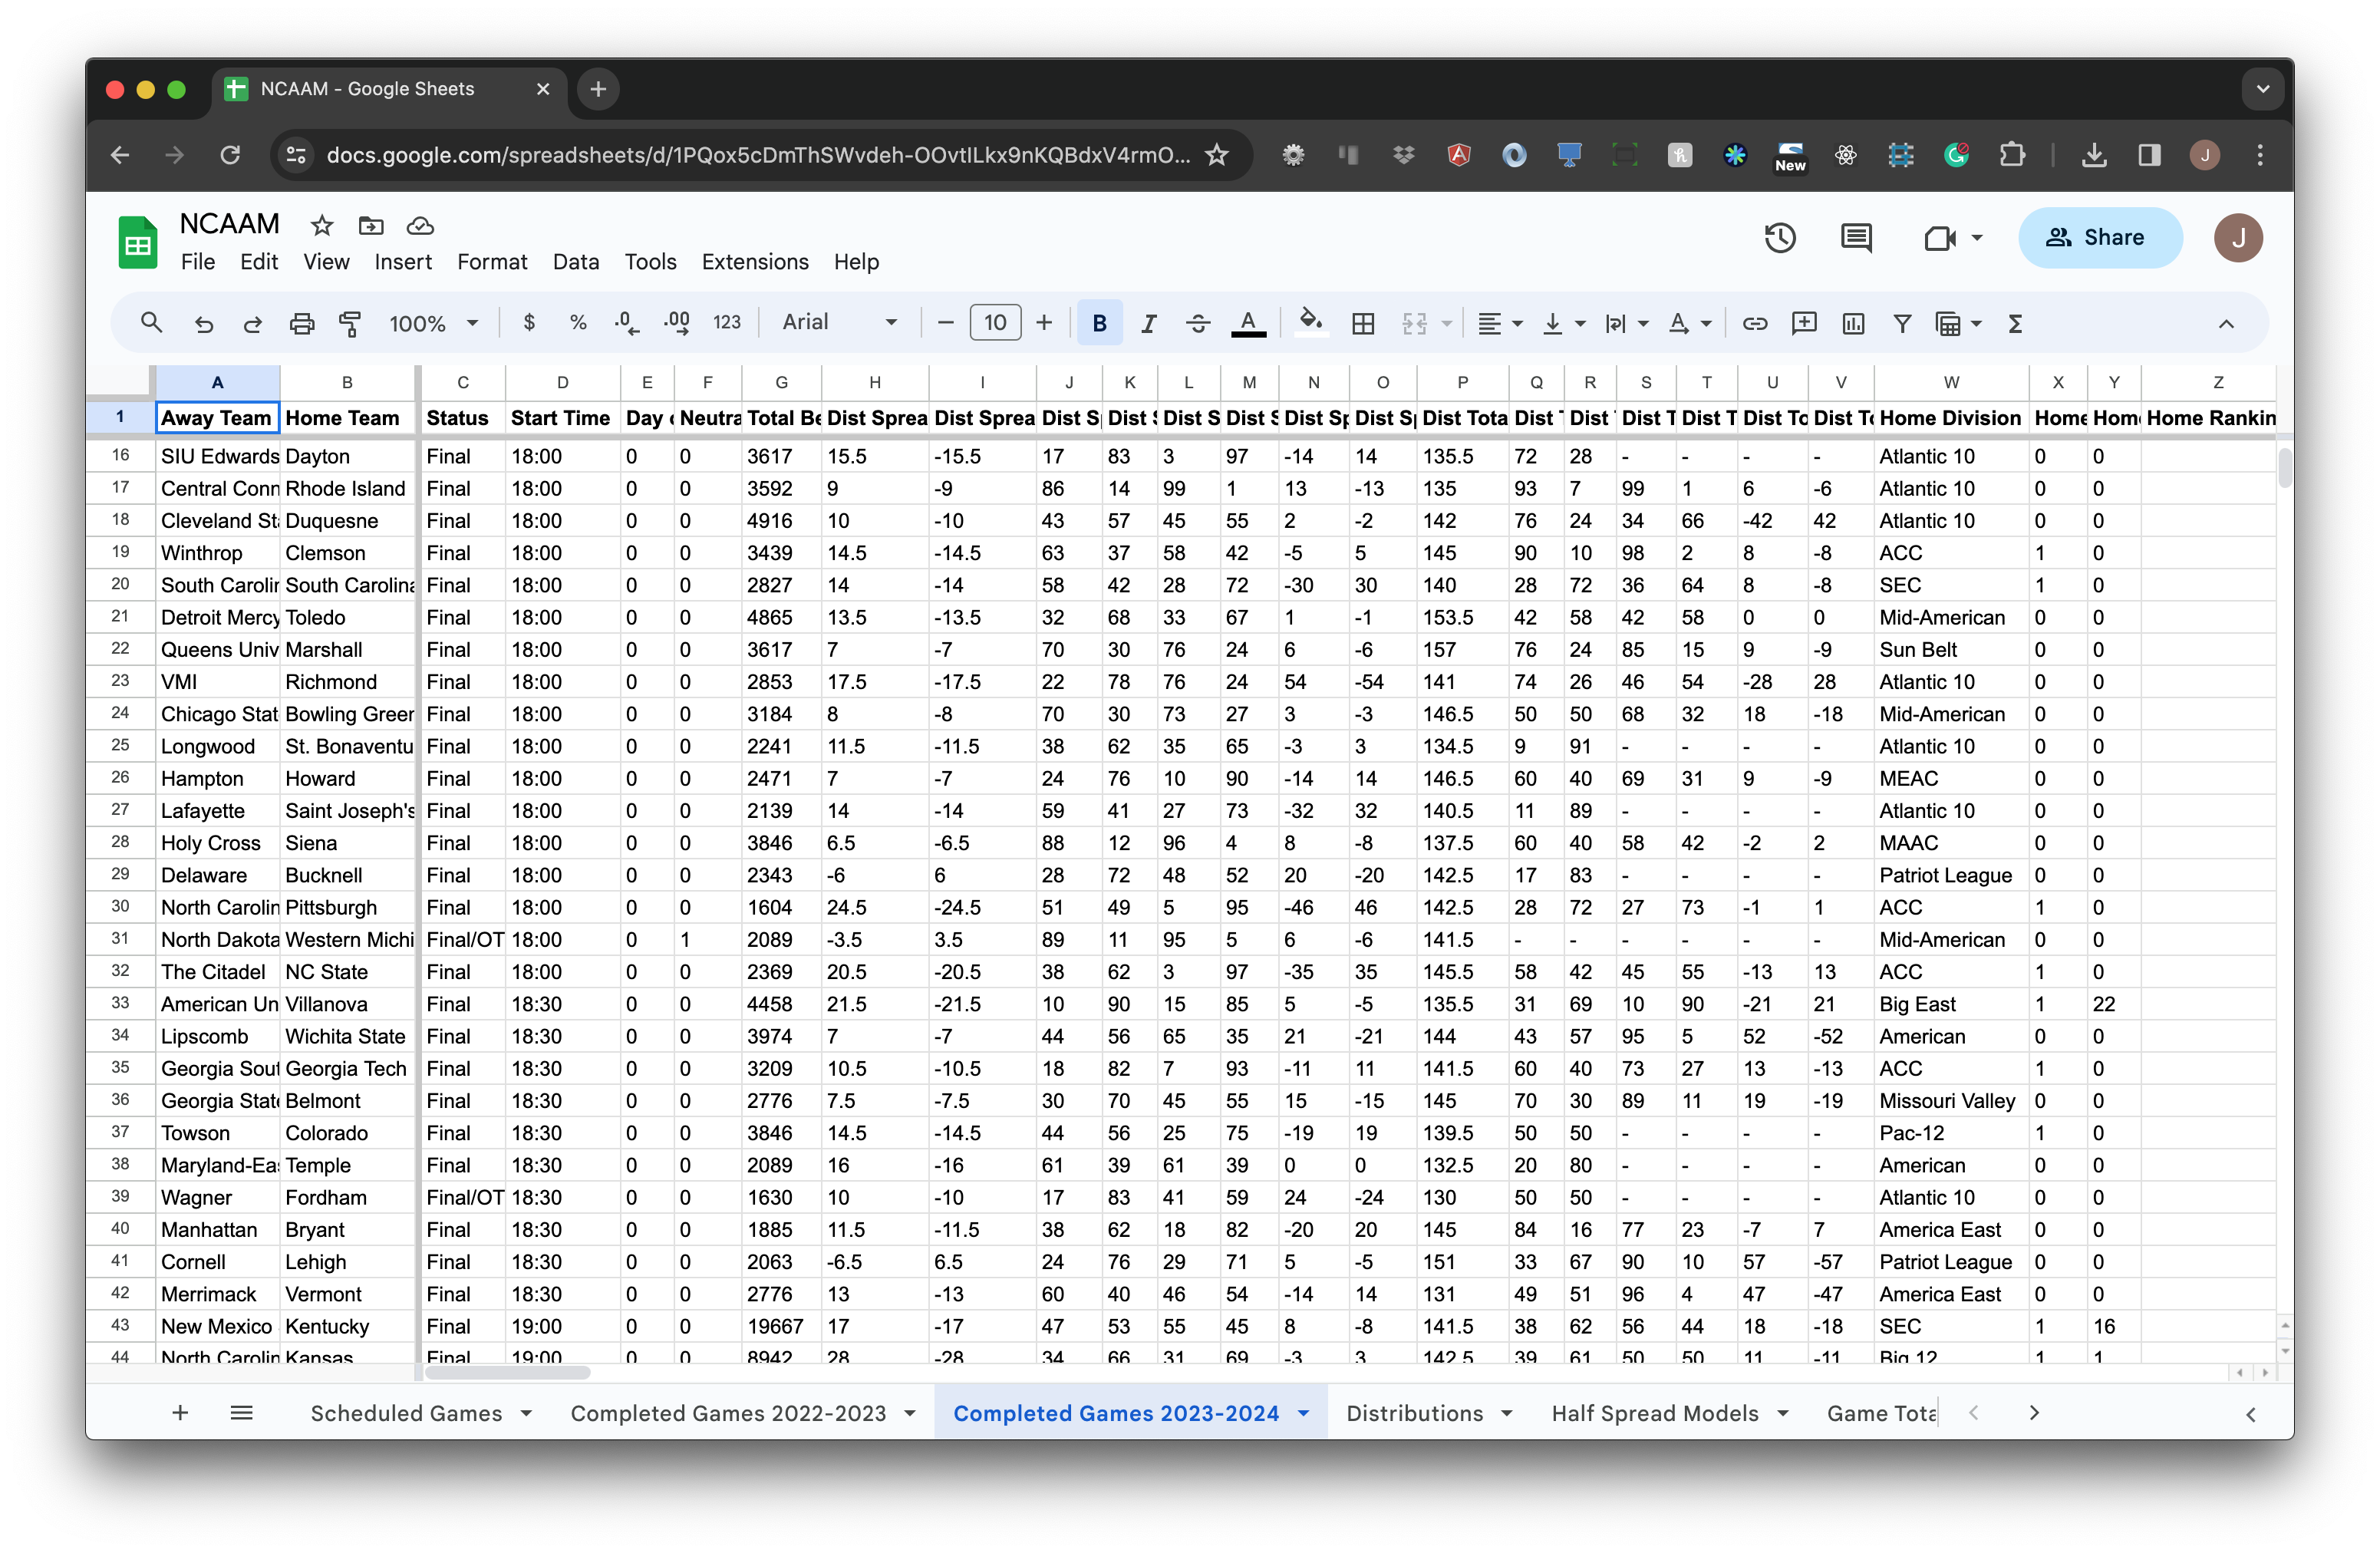 NCAAM - Google Sheets
docs.google.com/spreadsheets/d/1PQox5cDmThSWvdeh-OOvtILkx9nKQBdxV4rmO...
New
J
NCAAM
File Edit View Insert Format Data Tools Extensions Help
Share
J
100% $ % .0 .00 123 Arial 10 B I S A
A B C D E F G H I J K L M N O P Q R S T U V W X Y Z
1 Away Team Home Team Status Start Time Day Neutra Total Be Dist Sprea Dist Sprea Dist S Dist S Dist S Dist S Dist Sp Dist Sp Dist Tota Dist T Dist Dist T Dist T Dist To Dist To Home Division Home Home Home Rankin
16 SIU Edwards Dayton Final 18:00 0 0 3617 15.5 -15.5 17 83 3 97 -14 14 135.5 72 28 - - - - Atlantic 10 0 0
17 Central Conn Rhode Island Final 18:00 0 0 3592 9 -9 86 14 99 1 13 -13 135 93 7 99 1 6 -6 Atlantic 10 0 0
18 Cleveland St Duquesne Final 18:00 0 0 4916 10 -10 43 57 45 55 2 -2 142 76 24 34 66 -42 42 Atlantic 10 0 0
19 Winthrop Clemson Final 18:00 0 0 3439 14.5 -14.5 63 37 58 42 -5 5 145 90 10 98 2 8 -8 ACC 1 0
20 South Carolin South Carolina Final 18:00 0 0 2827 14 -14 58 42 28 72 -30 30 140 28 72 36 64 8 -8 SEC 1 0
21 Detroit Mercy Toledo Final 18:00 0 0 4865 13.5 -13.5 32 68 33 67 1 -1 153.5 42 58 42 58 0 0 Mid-American 0 0
22 Queens Univ Marshall Final 18:00 0 0 3617 7 -7 70 30 76 24 6 -6 157 76 24 85 15 9 -9 Sun Belt 0 0
23 VMI Richmond Final 18:00 0 0 2853 17.5 -17.5 22 78 76 24 54 -54 141 74 26 46 54 -28 28 Atlantic 10 0 0
24 Chicago Stat Bowling Green Final 18:00 0 0 3184 8 -8 70 30 73 27 3 -3 146.5 50 50 68 32 18 -18 Mid-American 0 0
25 Longwood St. Bonaventu Final 18:00 0 0 2241 11.5 -11.5 38 62 35 65 -3 3 134.5 9 91 - - - - Atlantic 10 0 0
26 Hampton Howard Final 18:00 0 0 2471 7 -7 24 76 10 90 -14 14 146.5 60 40 69 31 9 -9 MEAC 0 0
27 Lafayette Saint Joseph's Final 18:00 0 0 2139 14 -14 59 41 27 73 -32 32 140.5 11 89 - - - - Atlantic 10 0 0
28 Holy Cross Siena Final 18:00 0 0 3846 6.5 -6.5 88 12 96 4 8 -8 137.5 60 40 58 42 -2 2 MAAC 0 0
29 Delaware Bucknell Final 18:00 0 0 2343 -6 6 28 72 48 52 20 -20 142.5 17 83 - - - - Patriot League 0 0
30 North Carolin Pittsburgh Final 18:00 0 0 1604 24.5 -24.5 51 49 5 95 -46 46 142.5 28 72 27 73 -1 1 ACC 1 0
31 North Dakota Western Michi Final/OT 18:00 0 1 2089 -3.5 3.5 89 11 95 5 6 -6 141.5 - - - - - - Mid-American 0 0
32 The Citadel NC State Final 18:00 0 0 2369 20.5 -20.5 38 62 3 97 -35 35 145.5 58 42 45 55 -13 13 ACC 1 0
33 American Un Villanova Final 18:30 0 0 4458 21.5 -21.5 10 90 15 85 5 -5 135.5 31 69 10 90 -21 21 Big East 1 22
34 Lipscomb Wichita State Final 18:30 0 0 3974 7 -7 44 56 65 35 21 -21 144 43 57 95 5 52 -52 American 0 0
35 Georgia Sout Georgia Tech Final 18:30 0 0 3209 10.5 -10.5 18 82 7 93 -11 11 141.5 60 40 73 27 13 -13 ACC 1 0
36 Georgia State Belmont Final 18:30 0 0 2776 7.5 -7.5 30 70 45 55 15 -15 145 70 30 89 11 19 -19 Missouri Valley 0 0
37 Towson Colorado Final 18:30 0 0 3846 14.5 -14.5 44 56 25 75 -19 19 139.5 50 50 - - - - Pac-12 1 0
38 Maryland-Ea Temple Final 18:30 0 0 2089 16 -16 61 39 61 39 0 0 132.5 20 80 - - - - American 0 0
39 Wagner Fordham Final/OT 18:30 0 0 1630 10 -10 17 83 41 59 24 -24 130 50 50 - - - - Atlantic 10 0 0
40 Manhattan Bryant Final 18:30 0 0 1885 11.5 -11.5 38 62 18 82 -20 20 145 84 16 77 23 -7 7 America East 0 0
41 Cornell Lehigh Final 18:30 0 0 2063 -6.5 6.5 24 76 29 71 5 -5 151 33 67 90 10 57 -57 Patriot League 0 0
42 Merrimack Vermont Final 18:30 0 0 2776 13 -13 60 40 46 54 -14 14 131 49 51 96 4 47 -47 America East 0 0
43 New Mexico Kentucky Final 19:00 0 0 19667 17 -17 47 53 55 45 8 -8 141.5 38 62 56 44 18 -18 SEC 1 16
44 North Carolin Kansas Final 19:00 0 0 8942 28 -28 34 66 31 69 -3 3 142.5 39 61 50 50 11 -11 Big 12 1 1
Scheduled Games Completed Games 2022-2023 Completed Games 2023-2024 Distributions Half Spread Models Game Tota